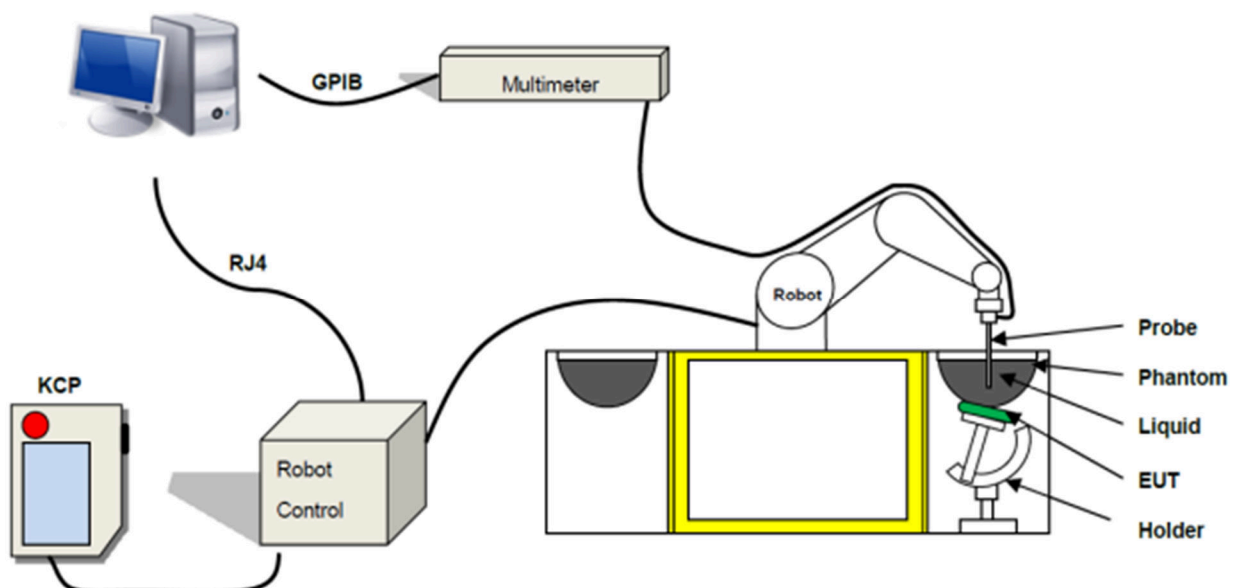 GPIB
Multimeter
RJ4
Robot
Probe
Phantom
KCP
Liquid
Robot
Control
EUT
Holder